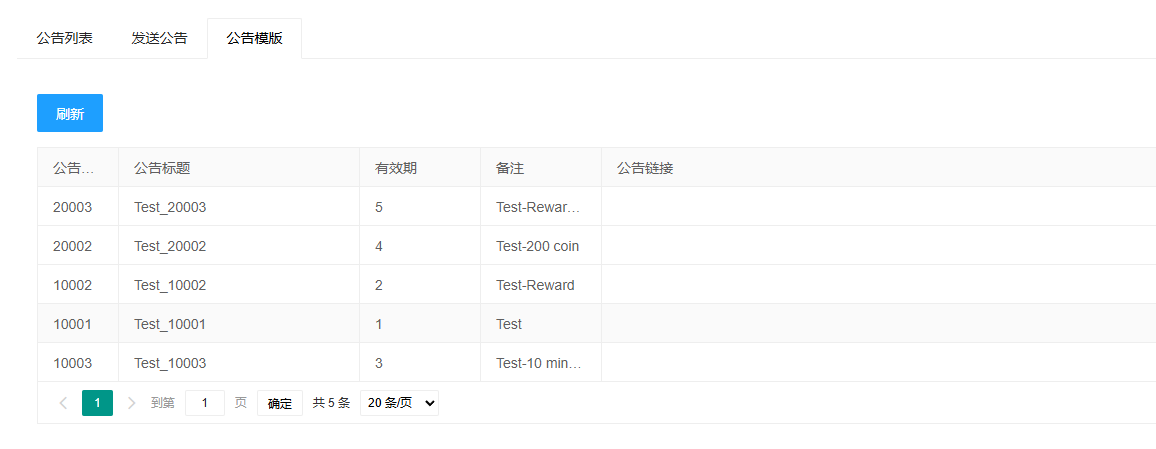 公告列表 发送公告 公告模版
刷新
公告... 公告标题 有效期 备注 公告链接
20003 Test_20003 5 Test-Rewar...
20002 Test_20002 4 Test-200 coin
10002 Test_10002 2 Test-Reward
10001 Test_10001 1 Test
10003 Test_10003 3 Test-10 min...
1 到第 1 页 确定 共 5 条 20 条/页